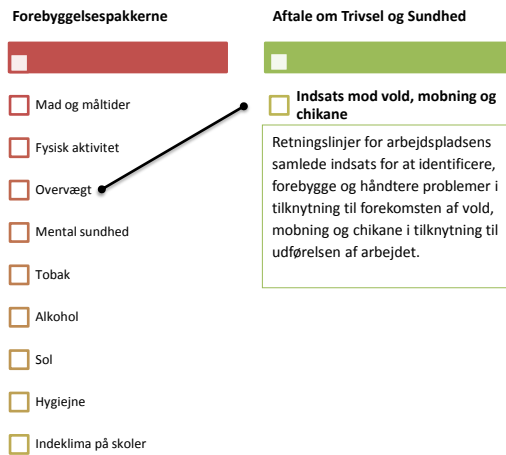 Forebyggelsespakkerne
Mad og måltider
Fysisk aktivitet
Overvægt
Mental sundhed
Tobak
Alkohol
Sol
Hygiejne
Indeklima på skoler
Aftale om Trivsel og Sundhed
Indsats mod vold, mobning og
chikane
Retningslinjer for arbejdspladsens
samlede indsats for at identificere,
forebygge og håndtere problemer i
tilknytning til forekomsten af vold,
mobning og chikane i tilknytning til
udførelsen af arbejdet.